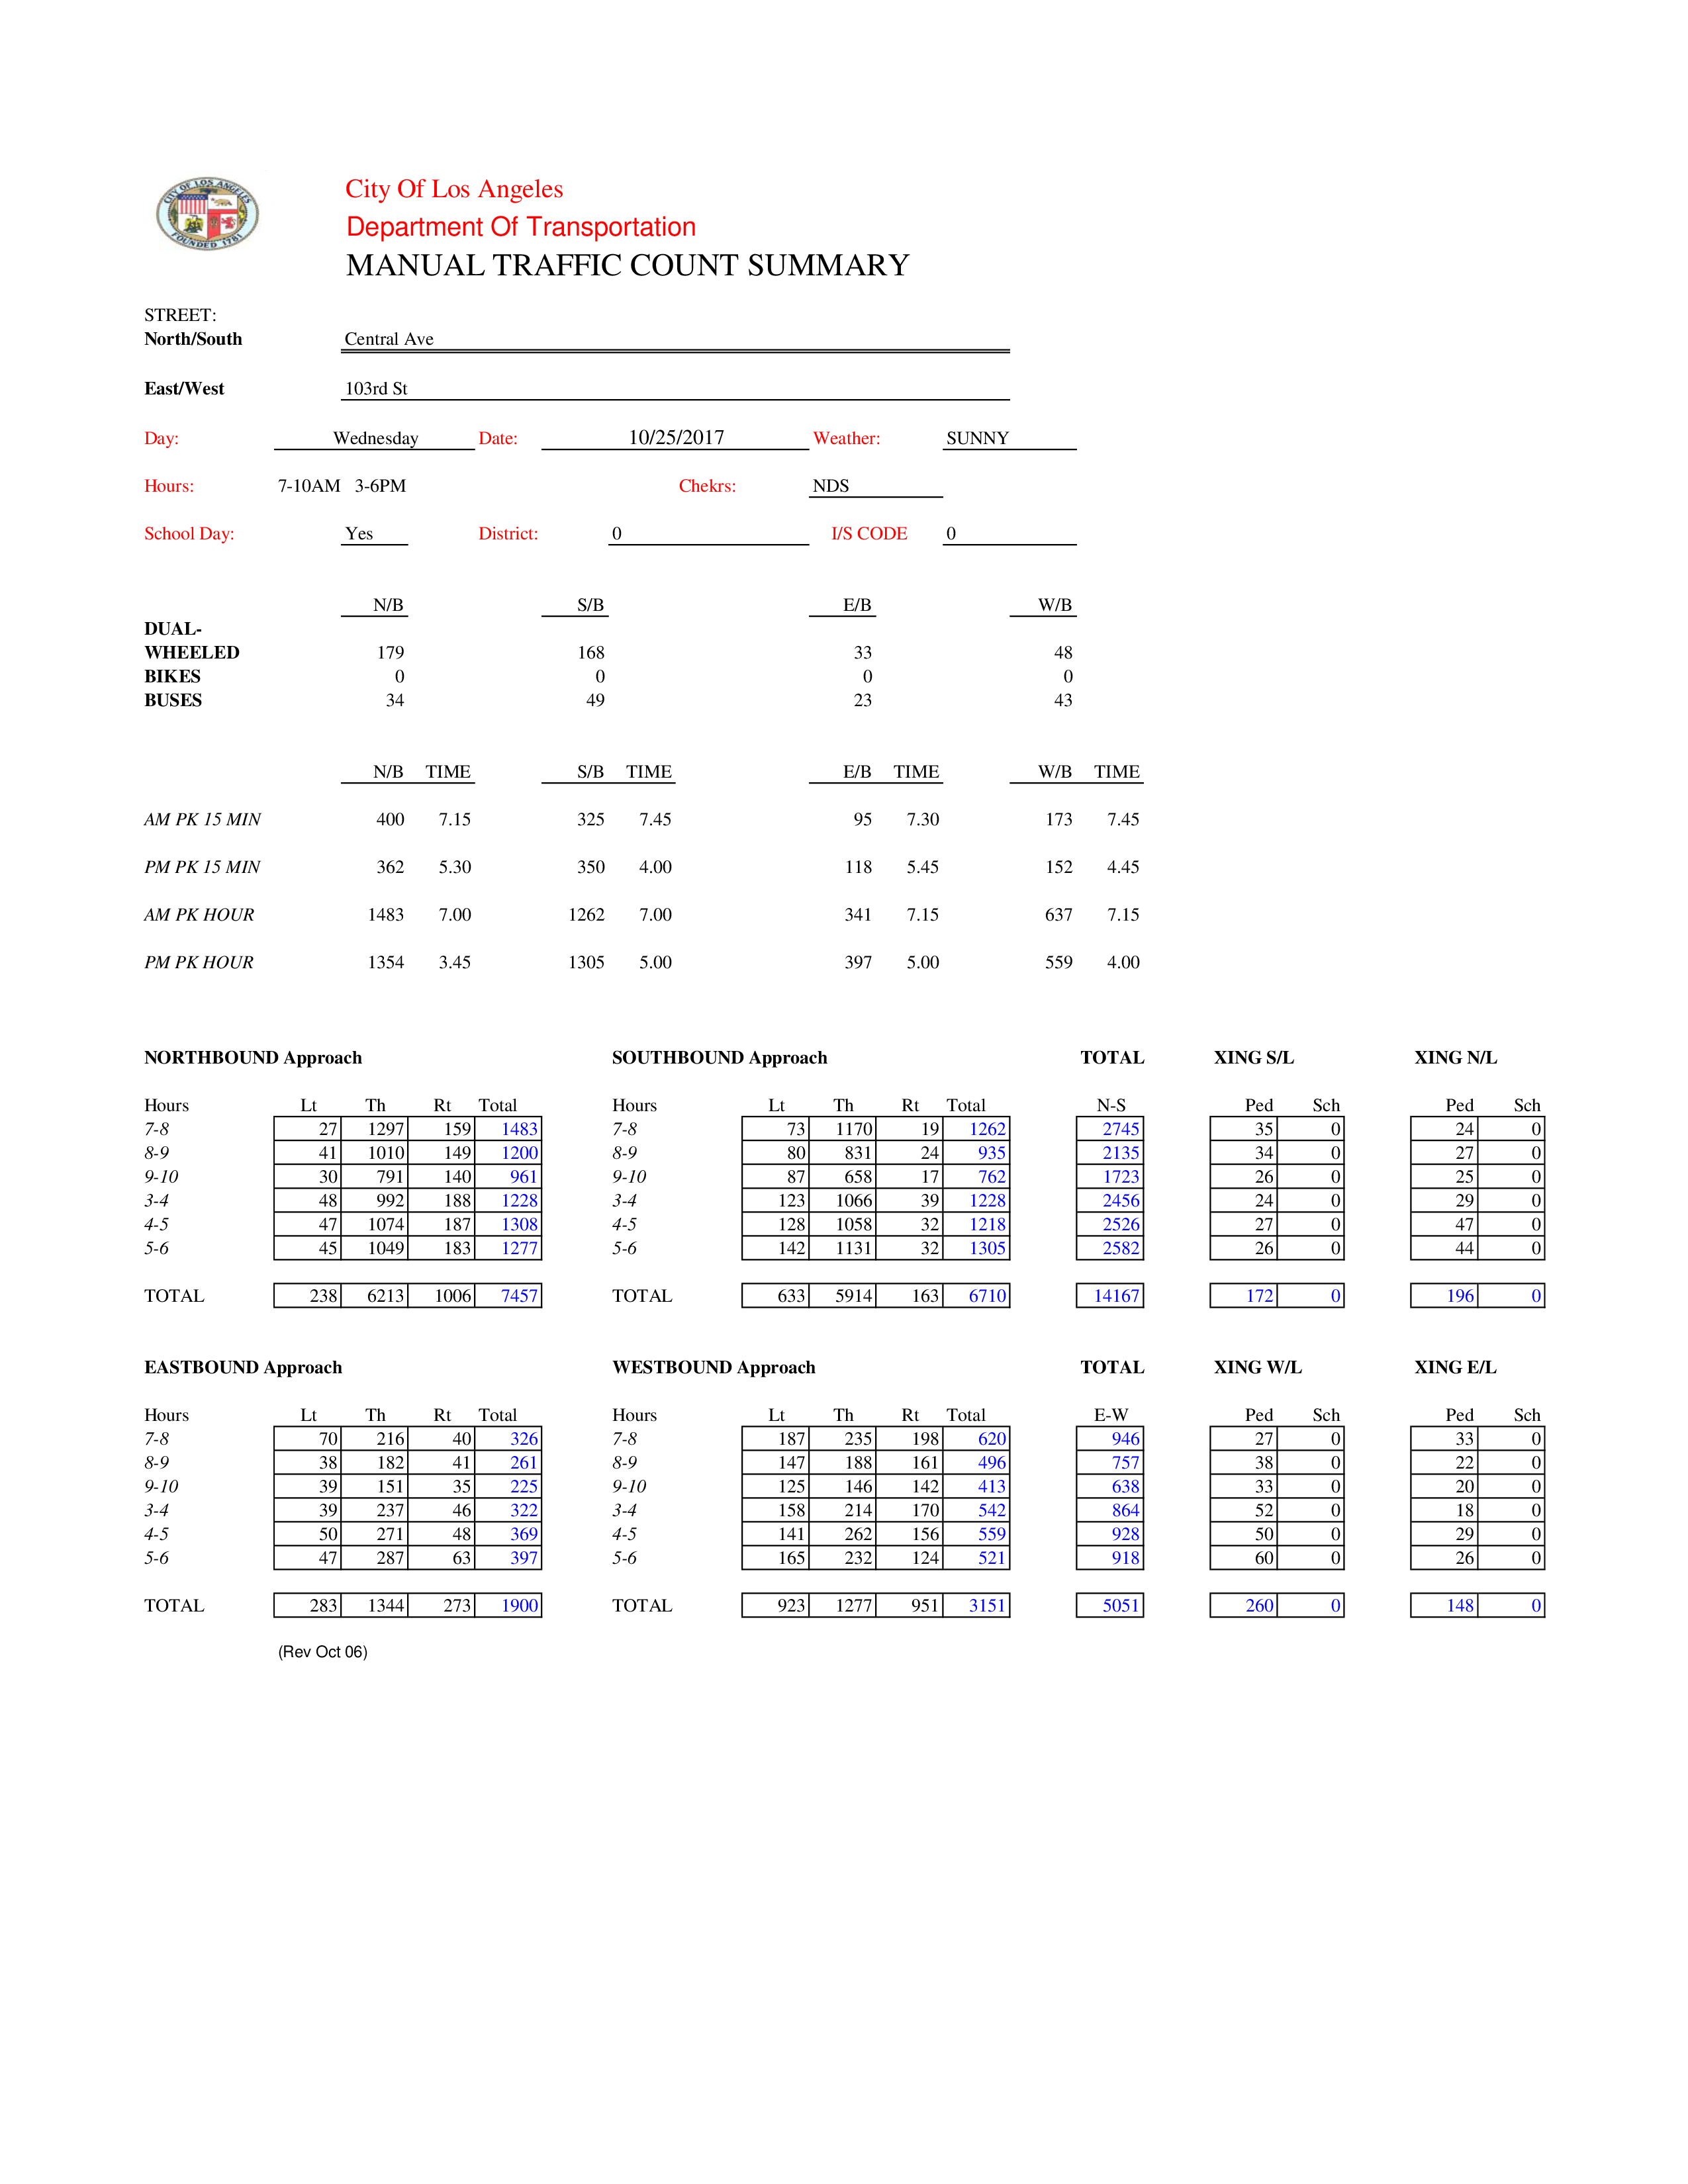 CITY OF LOS ANGELES
FOUNDED 1781
City Of Los Angeles
Department Of Transportation
MANUAL TRAFFIC COUNT SUMMARY
STREET:
North/South Central Ave
East/West 103rd St
Day: Wednesday Date: 10/25/2017 Weather: SUNNY
Hours: 7-10AM 3-6PM Chekrs: NDS
School Day: Yes District: 0 I/S CODE 0
N/B S/B E/B W/B
DUAL-
WHEELED 179 168 33 48
BIKES 0 0 0 0
BUSES 34 49 23 43
N/B TIME S/B TIME E/B TIME W/B TIME
AM PK 15 MIN 400 7.15 325 7.45 95 7.30 173 7.45
PM PK 15 MIN 362 5.30 350 4.00 118 5.45 152 4.45
AM PK HOUR 1483 7.00 1262 7.00 341 7.15 637 7.15
PM PK HOUR 1354 3.45 1305 5.00 397 5.00 559 4.00
NORTHBOUND Approach SOUTHBOUND Approach TOTAL XING S/L XING N/L
Hours Lt Th Rt Total Hours Lt Th Rt Total N-S Ped Sch Ped Sch
7-8 27 1297 159 1483 7-8 73 1170 19 1262 2745 35 0 24 0
8-9 41 1010 149 1200 8-9 80 831 24 935 2135 34 0 27 0
9-10 30 791 140 961 9-10 87 658 17 762 1723 26 0 25 0
3-4 48 992 188 1228 3-4 123 1066 39 1228 2456 24 0 29 0
4-5 47 1074 187 1308 4-5 128 1058 32 1218 2526 27 0 47 0
5-6 45 1049 183 1277 5-6 142 1131 32 1305 2582 26 0 44 0
TOTAL 238 6213 1006 7457 TOTAL 633 5914 163 6710 14167 172 0 196 0
EASTBOUND Approach WESTBOUND Approach TOTAL XING W/L XING E/L
Hours Lt Th Rt Total Hours Lt Th Rt Total E-W Ped Sch Ped Sch
7-8 70 216 40 326 7-8 187 235 198 620 946 27 0 33 0
8-9 38 182 41 261 8-9 147 188 161 496 757 38 0 22 0
9-10 39 151 35 225 9-10 125 146 142 413 638 33 0 20 0
3-4 39 237 46 322 3-4 158 214 170 542 864 52 0 18 0
4-5 50 271 48 369 4-5 141 262 156 559 928 50 0 29 0
5-6 47 287 63 397 5-6 165 232 124 521 918 60 0 26 0
TOTAL 283 1344 273 1900 TOTAL 923 1277 951 3151 5051 260 0 148 0
(Rev Oct 06)